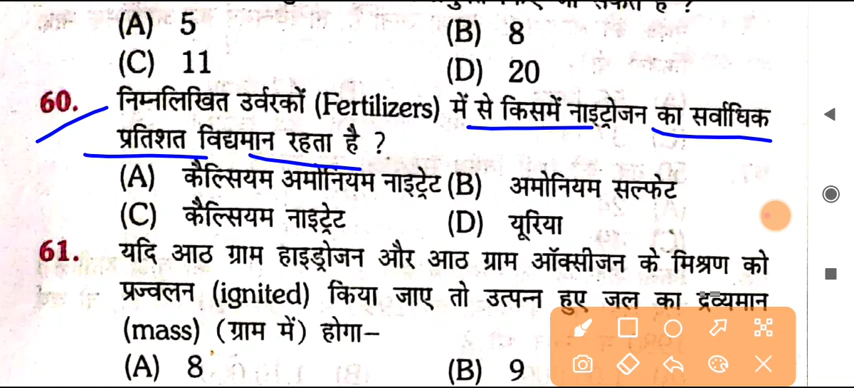 (A) 5 (B) 8
(C) 11 (D) 20
60. निम्नलिखित उर्वरकों (Fertilizers) में से किसमें नाइट्रोजन का सर्वाधिक
प्रतिशत विद्यमान रहता है ?
(A) कैल्सियम अमोनियम नाइट्रेट (B) अमोनियम सल्फेट
(C) कैल्सियम नाइट्रेट (D) यूरिया
61. यदि आठ ग्राम हाइड्रोजन और आठ ग्राम ऑक्सीजन के मिश्रण को
प्रज्वलन (ignited) किया जाए तो उत्पन्न हुए जल का द्रव्यमान
(mass) (ग्राम में) होगा–
(A) 8 (B) 9